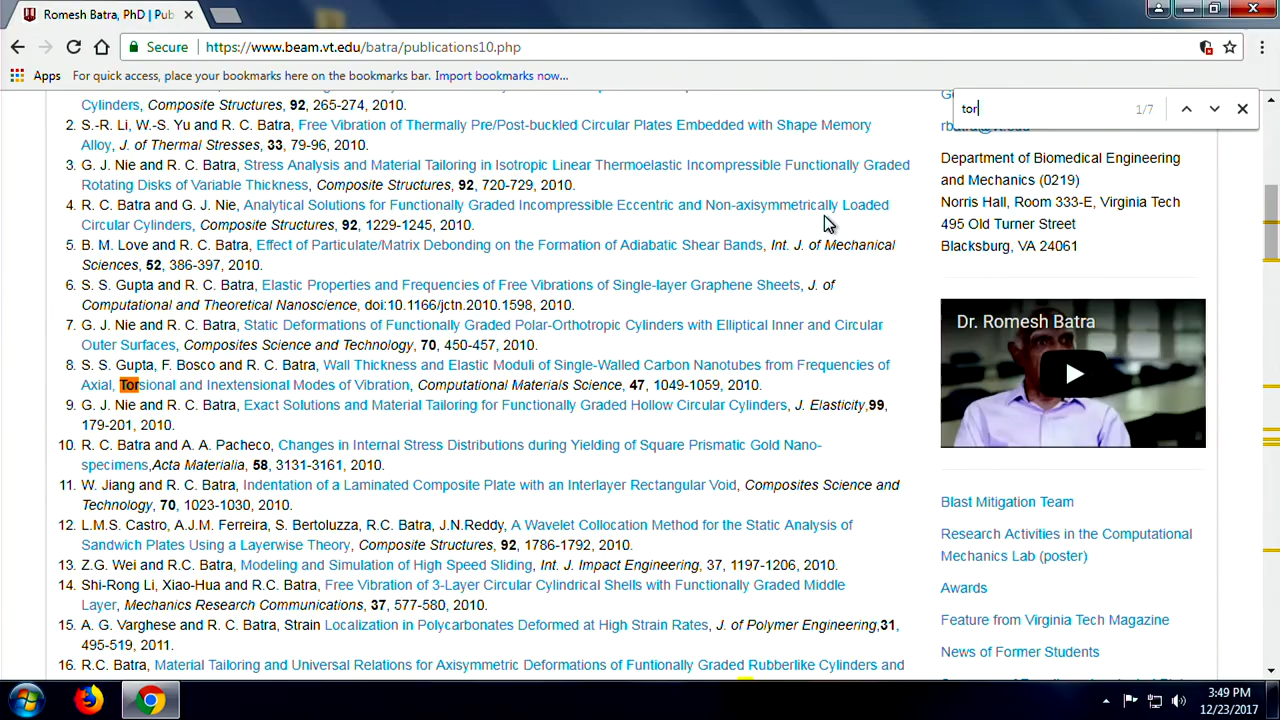 Romesh Batra, PhD | Pub
Secure https://www.beam.vt.edu/batra/publications10.php
Apps For quick access, place your bookmarks here on the bookmarks bar. Import bookmarks now...
tor 1/7
Cylinders, Composite Structures, 92, 265-274, 2010.
2. S.-R. Li, W.-S. Yu and R. C. Batra, Free Vibration of Thermally Pre/Post-buckled Circular Plates Embedded with Shape Memory
Alloy, J. of Thermal Stresses, 33, 79-96, 2010.
3. G. J. Nie and R. C. Batra, Stress Analysis and Material Tailoring in Isotropic Linear Thermoelastic Incompressible Functionally Graded
Rotating Disks of Variable Thickness, Composite Structures, 92, 720-729, 2010.
4. R. C. Batra and G. J. Nie, Analytical Solutions for Functionally Graded Incompressible Eccentric and Non-axisymmetrically Loaded
Circular Cylinders, Composite Structures, 92, 1229-1245, 2010.
5. B. M. Love and R. C. Batra, Effect of Particulate/Matrix Debonding on the Formation of Adiabatic Shear Bands, Int. J. of Mechanical
Sciences, 52, 386-397, 2010.
6. S. S. Gupta and R. C. Batra, Elastic Properties and Frequencies of Free Vibrations of Single-layer Graphene Sheets, J. of
Computational and Theoretical Nanoscience, doi:10.1166/jctn.2010.1598, 2010.
7. G. J. Nie and R. C. Batra, Static Deformations of Functionally Graded Polar-Orthotropic Cylinders with Elliptical Inner and Circular
Outer Surfaces, Composites Science and Technology, 70, 450-457, 2010.
8. S. S. Gupta, F. Bosco and R. C. Batra, Wall Thickness and Elastic Moduli of Single-Walled Carbon Nanotubes from Frequencies of
Axial, Torsional and Inextensional Modes of Vibration, Computational Materials Science, 47, 1049-1059, 2010.
9. G. J. Nie and R. C. Batra, Exact Solutions and Material Tailoring for Functionally Graded Hollow Circular Cylinders, J. Elasticity,99,
179-201, 2010.
10. R. C. Batra and A. A. Pacheco, Changes in Internal Stress Distributions during Yielding of Square Prismatic Gold Nano-
specimens,Acta Materialia, 58, 3131-3161, 2010.
11. W. Jiang and R. C. Batra, Indentation of a Laminated Composite Plate with an Interlayer Rectangular Void, Composites Science and
Technology, 70, 1023-1030, 2010.
12. L.M.S. Castro, A.J.M. Ferreira, S. Bertoluzza, R.C. Batra, J.N.Reddy, A Wavelet Collocation Method for the Static Analysis of
Sandwich Plates Using a Layerwise Theory, Composite Structures, 92, 1786-1792, 2010.
13. Z.G. Wei and R.C. Batra, Modeling and Simulation of High Speed Sliding, Int. J. Impact Engineering, 37, 1197-1206, 2010.
14. Shi-Rong Li, Xiao-Hua and R.C. Batra, Free Vibration of 3-Layer Circular Cylindrical Shells with Functionally Graded Middle
Layer, Mechanics Research Communications, 37, 577-580, 2010.
15. A. G. Varghese and R. C. Batra, Strain Localization in Polycarbonates Deformed at High Strain Rates, J. of Polymer Engineering,31,
495-519, 2011.
16. R.C. Batra, Material Tailoring and Universal Relations for Axisymmetric Deformations of Funtionally Graded Rubberlike Cylinders and
rbatra@vt.edu
Department of Biomedical Engineering
and Mechanics (0219)
Norris Hall, Room 333-E, Virginia Tech
495 Old Turner Street
Blacksburg, VA 24061
Dr. Romesh Batra
Blast Mitigation Team
Research Activities in the Computational
Mechanics Lab (poster)
Awards
Feature from Virginia Tech Magazine
News of Former Students
3:49 PM
12/23/2017